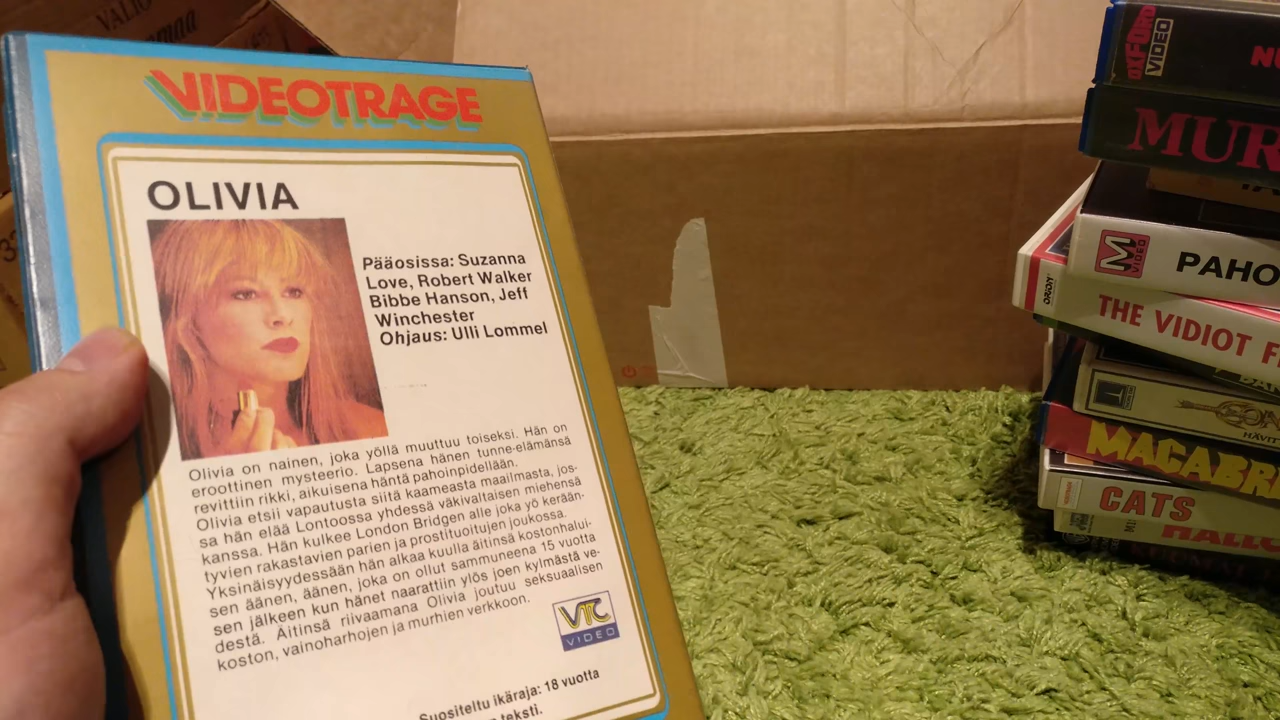 VALIO
VIDEOTRAGE
OLIVIA
Pääosissa: Suzanna
Love, Robert Walker
Bibbe Hanson, Jeff
Winchester
Ohjaus: Ulli Lommel
Olivia on nainen, joka yöllä muuttuu toiseksi. Hän on
eroottinen mysteerio. Lapsena hänen tunne-elämänsä
revittiin rikki, aikuisena häntä pahoinpidellään.
Olivia etsii vapautusta siitä kaameasta maailmasta, jos-
sa hän elää Lontoossa yhdessä väkivaltaisen miehensä
kanssa. Hän kulkee London Bridgen alle joka yö kerään-
tyvien rakastavien parien ja prostituoitujen joukossa.
Yksinäisyydessään hän alkaa kuulla äitinsä kostonhalui-
sen äänen, äänen, joka on ollut sammuneena 15 vuotta
sen jälkeen kun hänet naarattiin ylös joen kylmästä ve-
destä. Äitinsä riivaamana Olivia joutuu seksuaalisen
koston, vainoharhojen ja murhien verkkoon.
VTC
VIDEO
Suositeltu ikäraja: 18 vuotta
teksti.
OXFORD
VIDEO
MUR
M
VIDEO
PAHO
ORION
THE VIDIOT F
HÄVIT
MACABR
CATS
HALLO